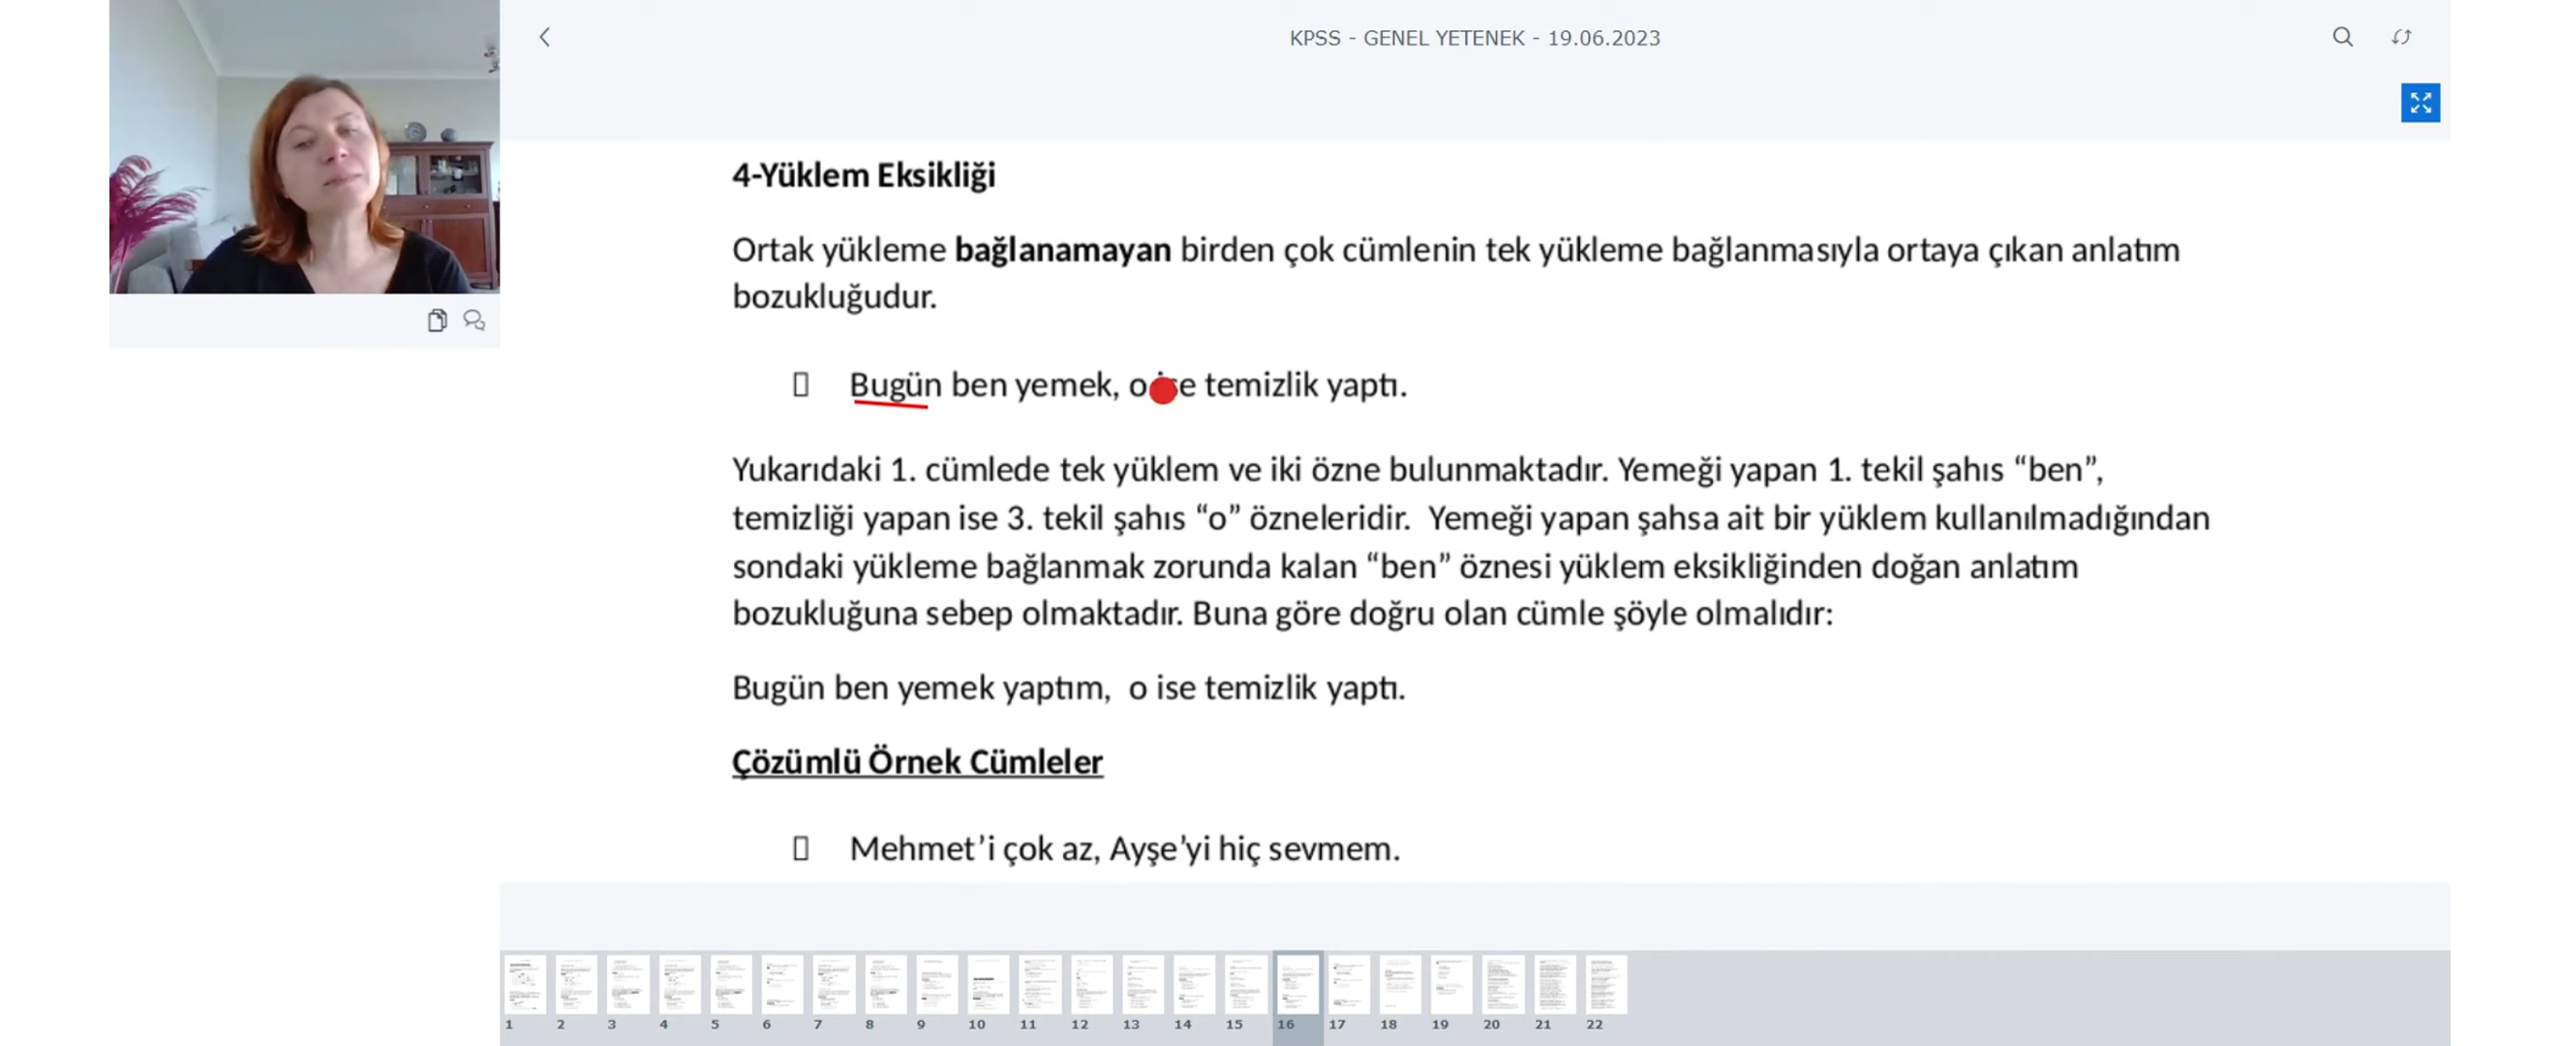 KPSS - GENEL YETENEK - 19.06.2023
4-Yüklem Eksikliği
Ortak yükleme bağlanamayan birden çok cümlenin tek yükleme bağlanmasıyla ortaya çıkan anlatım
bozukluğudur.
Bugün ben yemek, o ise temizlik yaptı.
Yukarıdaki 1. cümlede tek yüklem ve iki özne bulunmaktadır. Yemeği yapan 1. tekil şahıs “ben”,
temizliği yapan ise 3. tekil şahıs “o” özneleridir. Yemeği yapan şahsa ait bir yüklem kullanılmadığından
sondaki yükleme bağlanmak zorunda kalan “ben” öznesi yüklem eksikliğinden doğan anlatım
bozukluğuna sebep olmaktadır. Buna göre doğru olan cümle şöyle olmalıdır:
Bugün ben yemek yaptım, o ise temizlik yaptı.
Çözümlü Örnek Cümleler
Mehmet’i çok az, Ayşe’yi hiç sevmem.
1 2 3 4 5 6 7 8 9 10 11 12 13 14 15 16 17 18 19 20 21 22